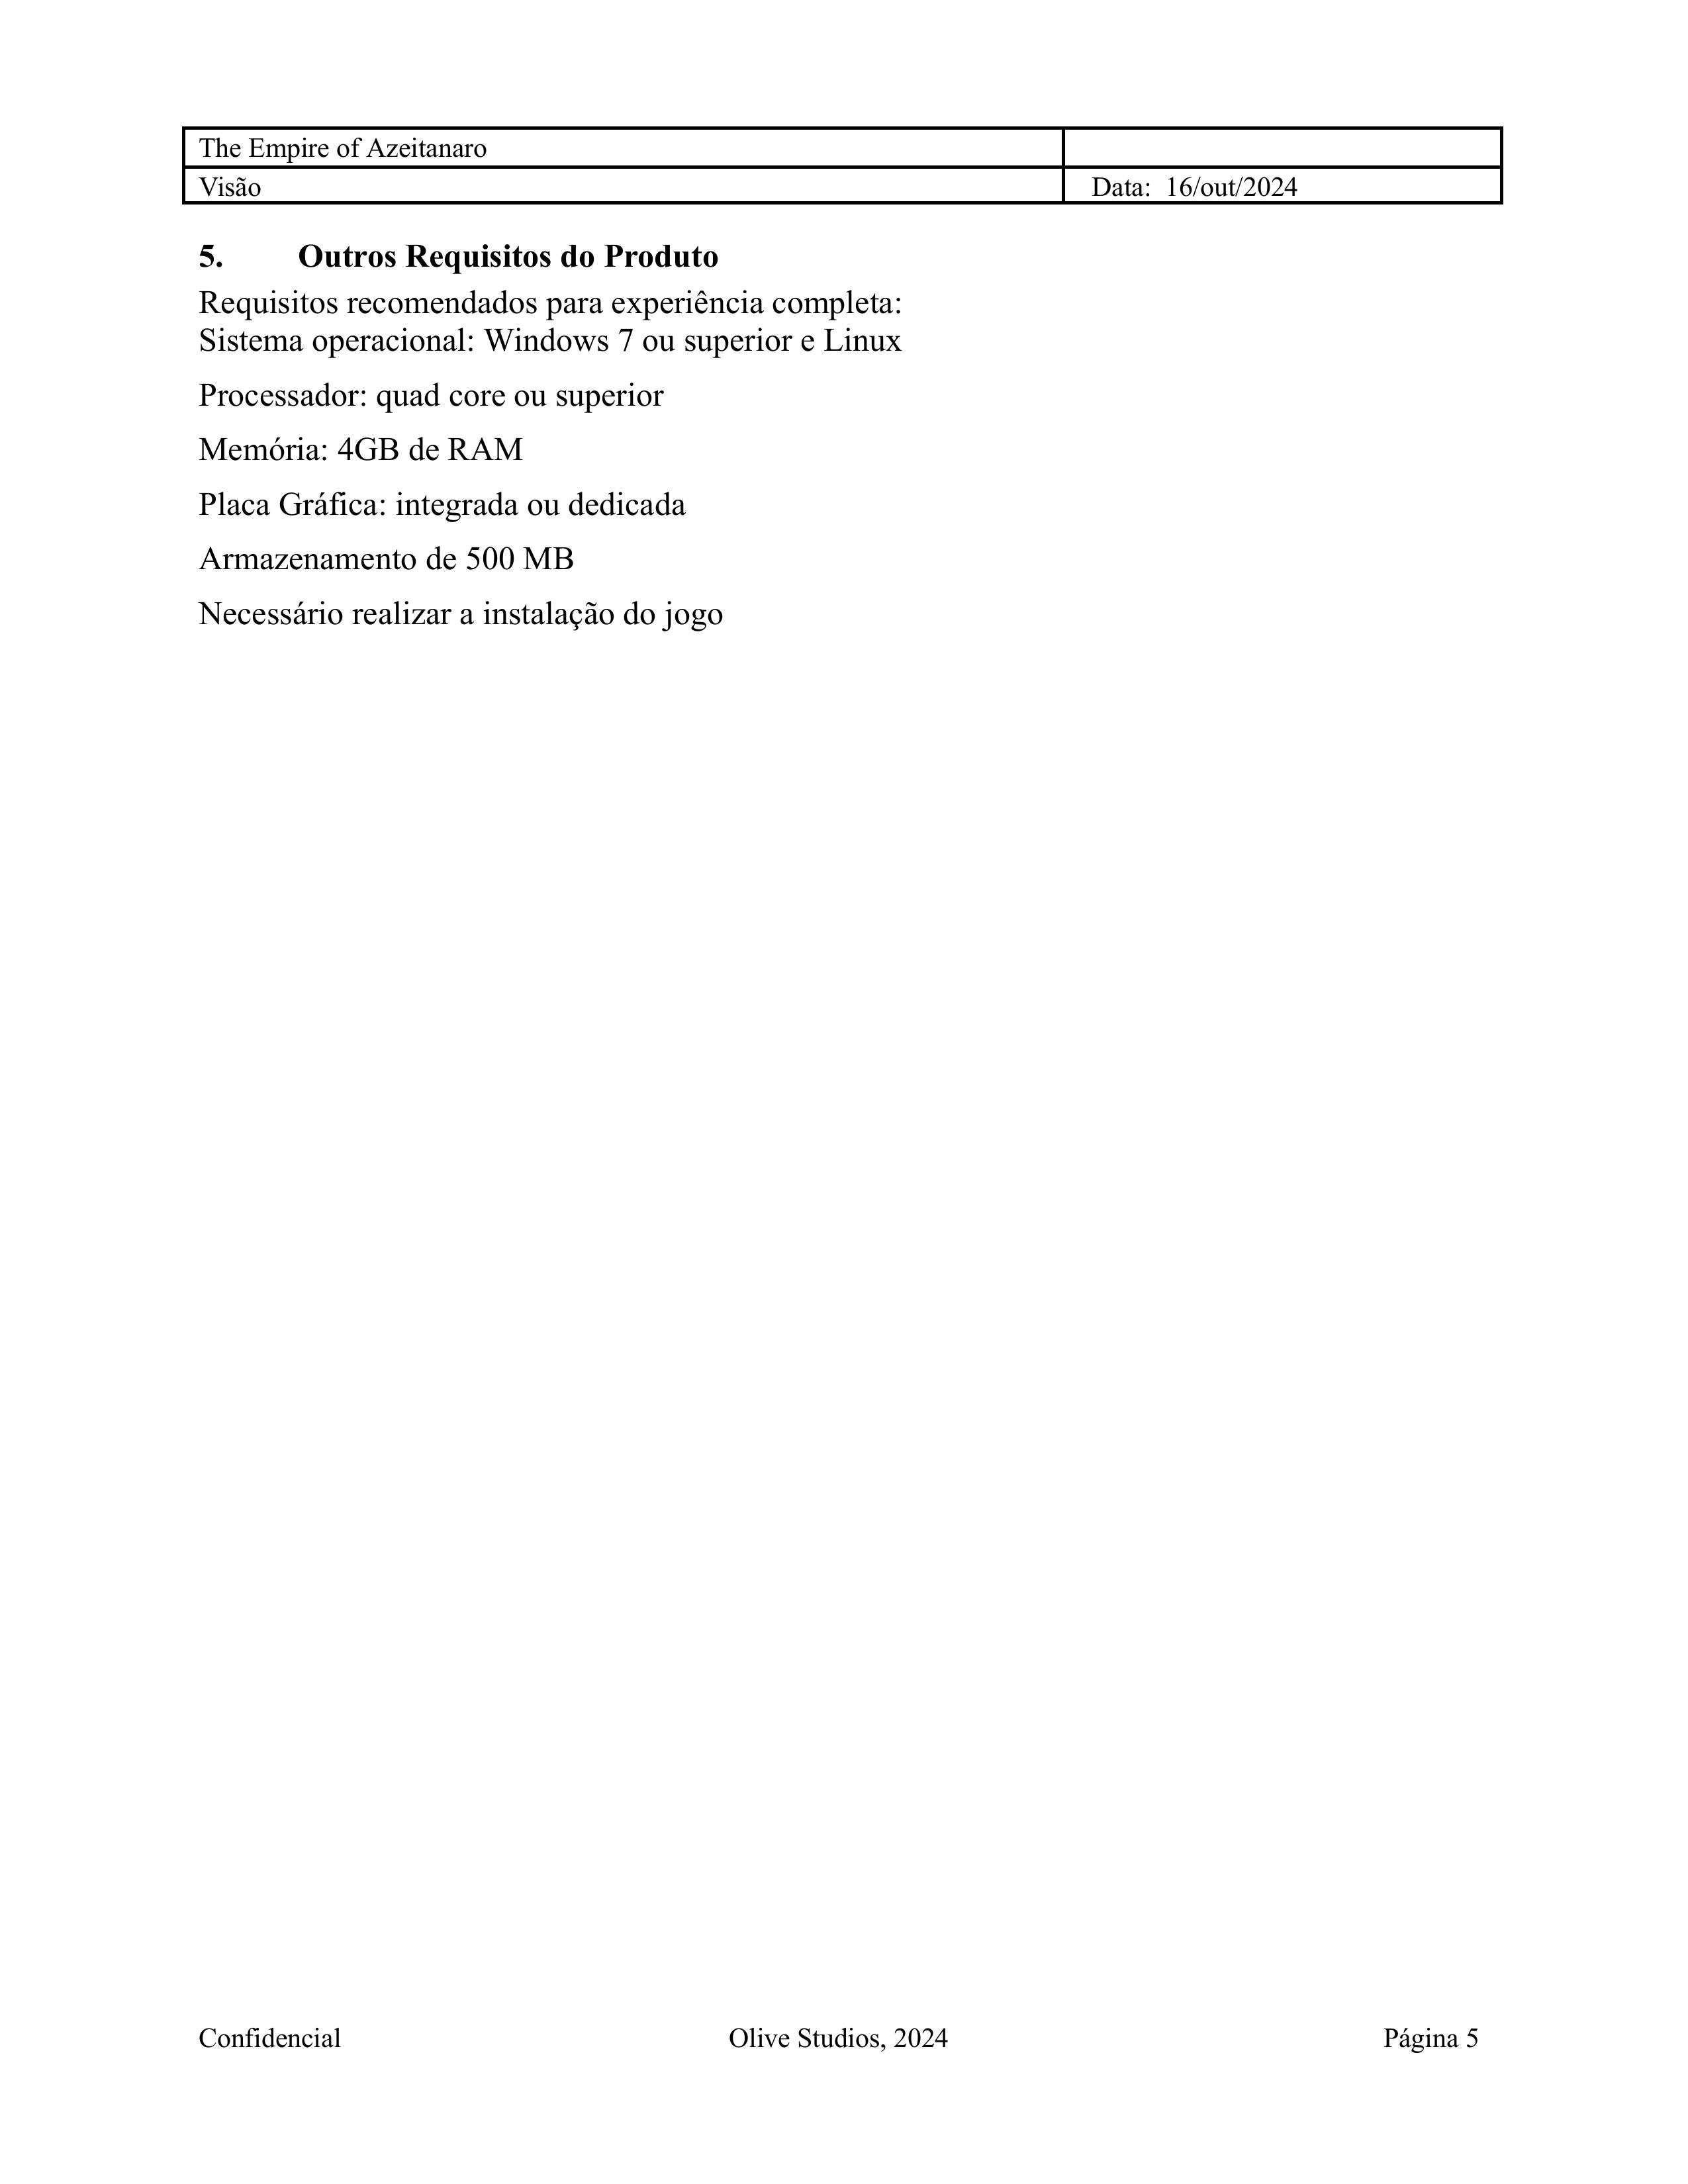 The Empire of Azeitanaro
Visão
Data: 16/out/2024
5. Outros Requisitos do Produto
Requisitos recomendados para experiência completa:
Sistema operacional: Windows 7 ou superior e Linux
Processador: quad core ou superior
Memória: 4GB de RAM
Placa Gráfica: integrada ou dedicada
Armazenamento de 500 MB
Necessário realizar a instalação do jogo
Confidencial
Olive Studios, 2024
Página 5